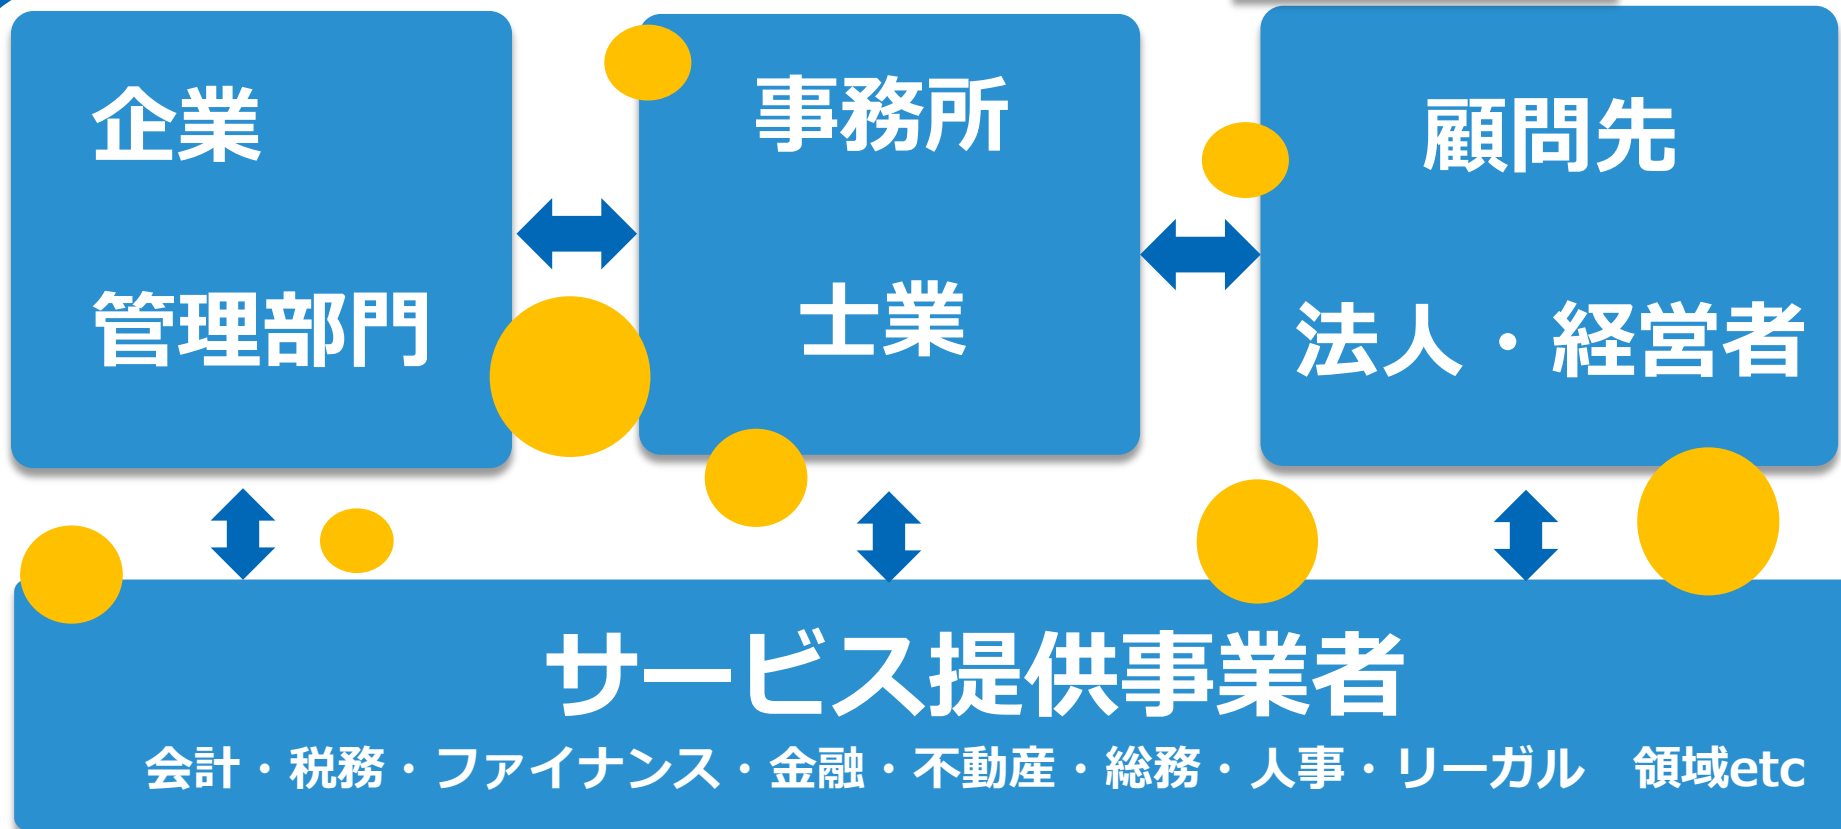 企業
管理部門
事務所
士業
顧問先
法人・経営者
サービス提供事業者
会計・税務・ファイナンス・金融・不動産・総務・人事・リーガル　領域etc